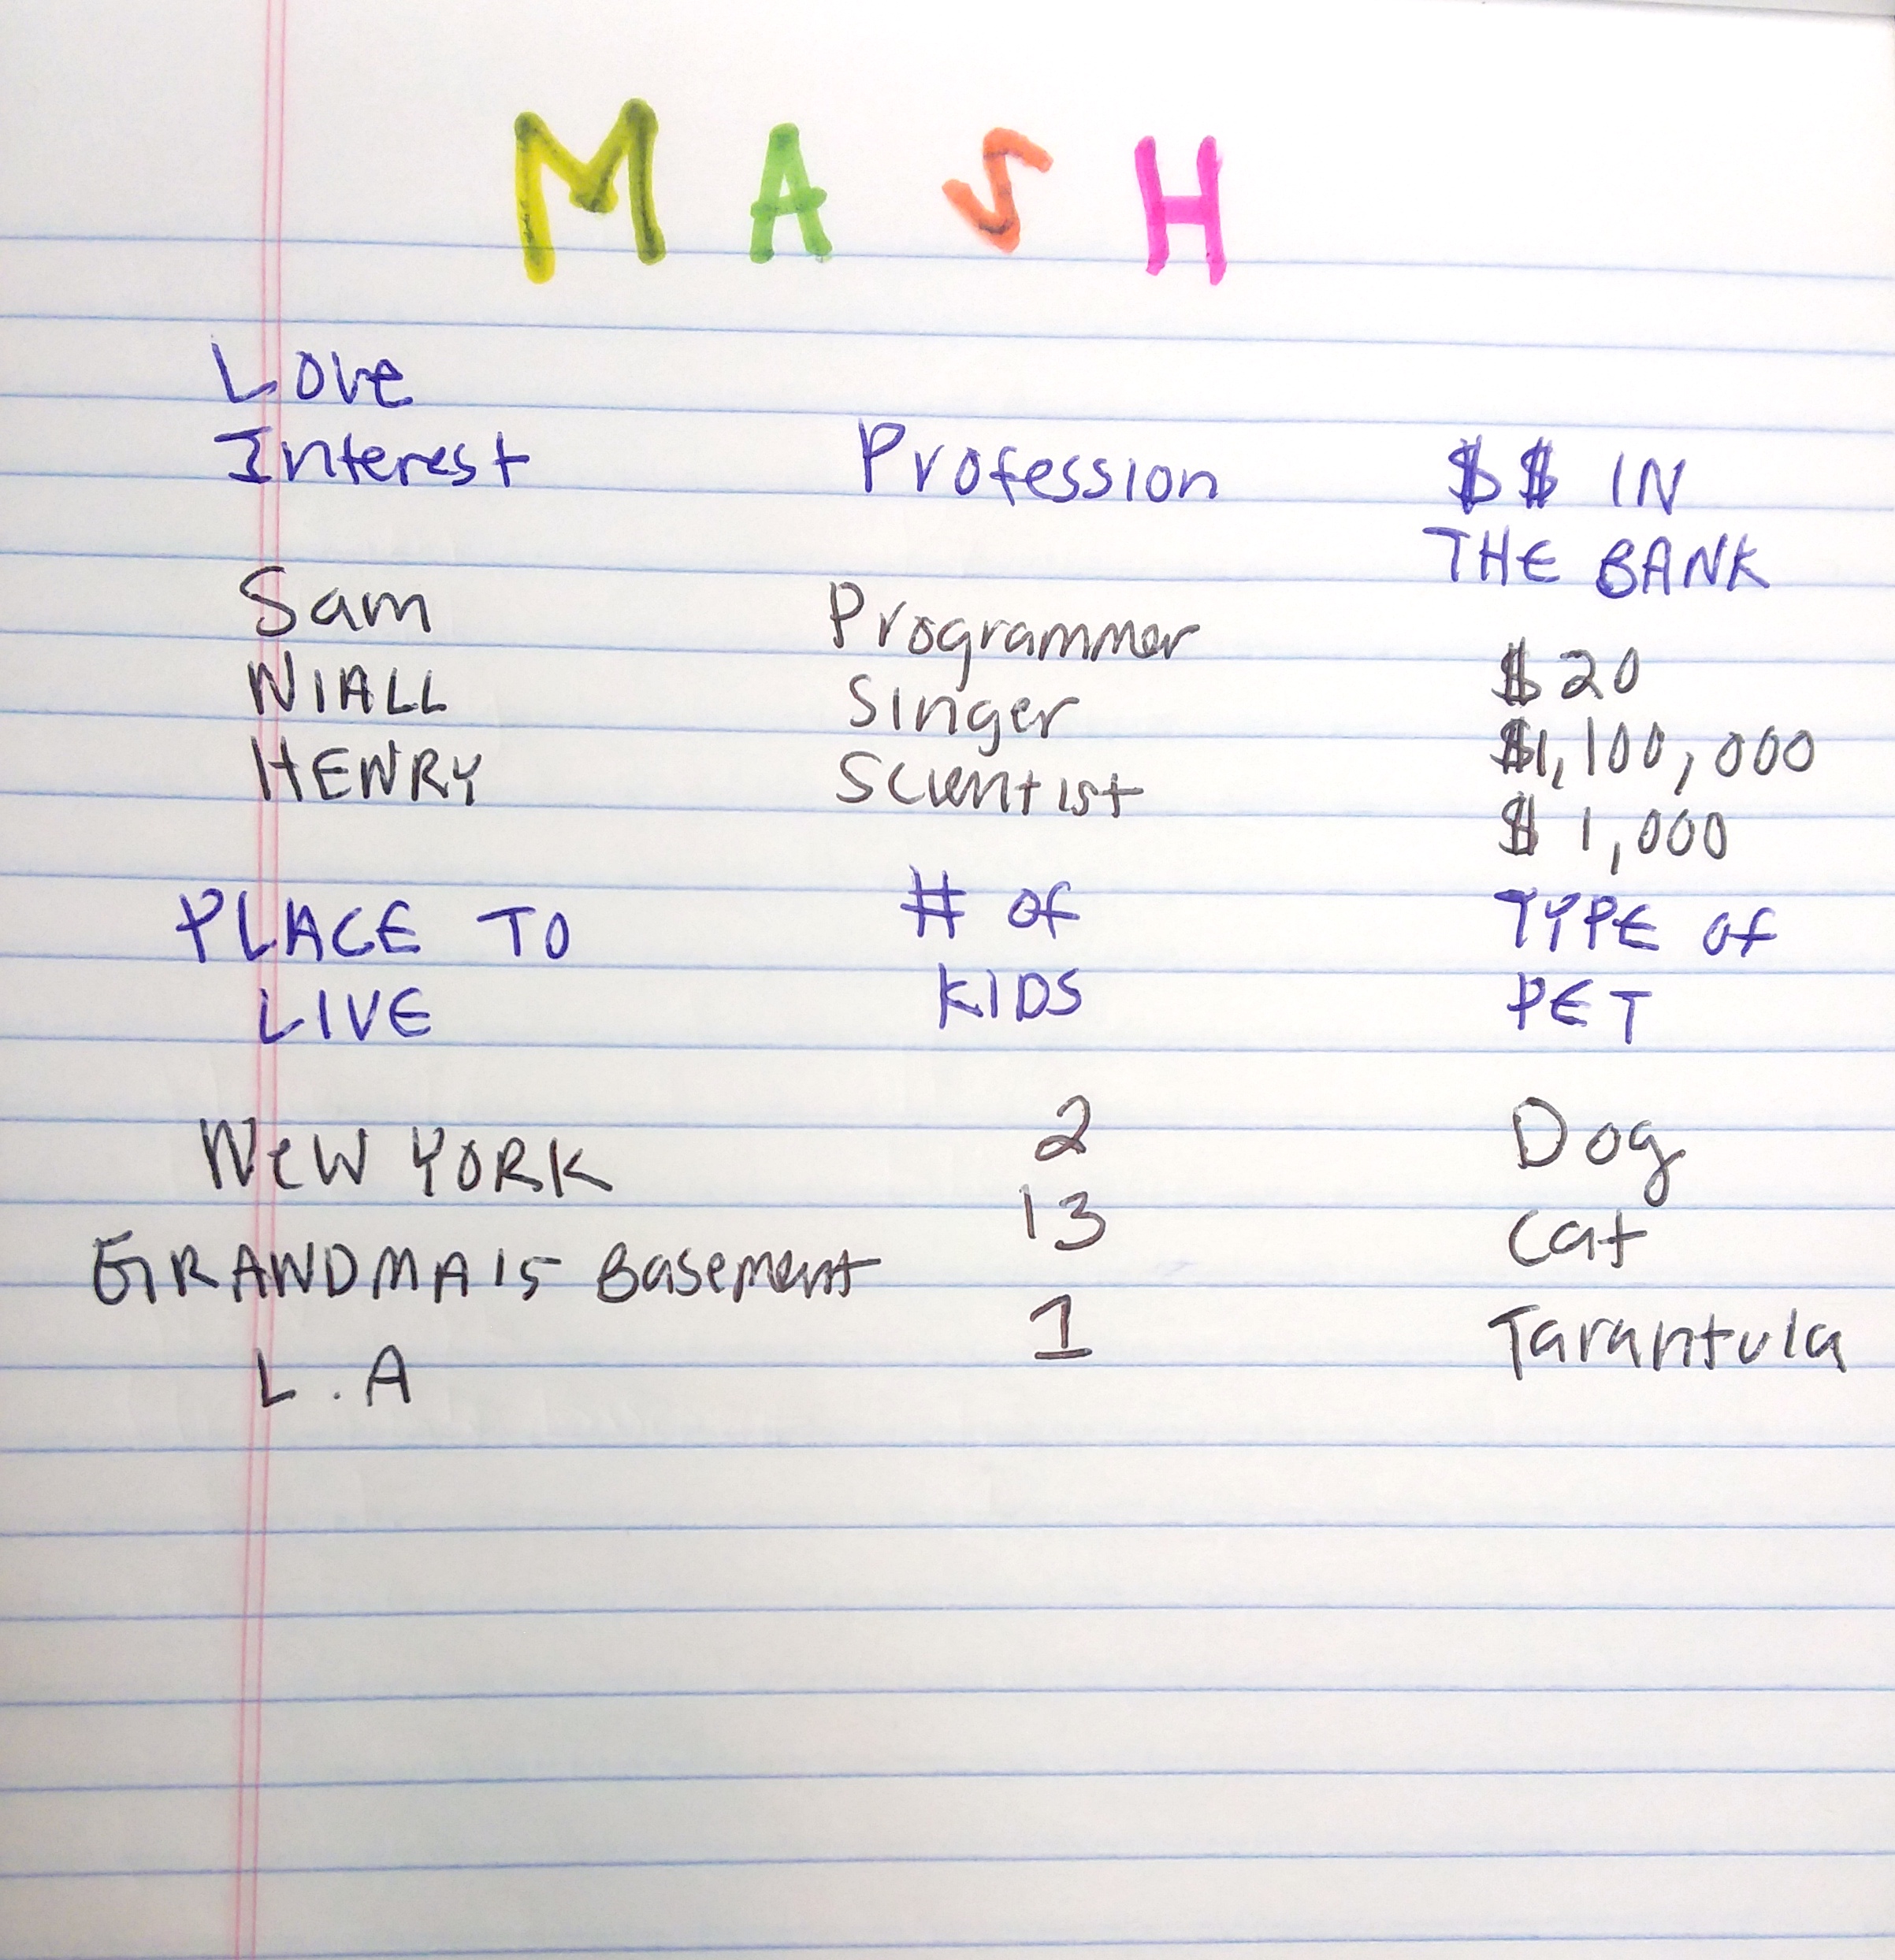 M A S H
Love
Interest
Sam
NIALL
HENRY
Profession
Programmer
Singer
Scientist
$$ IN
THE BANK
$20
$1,100,000
$1,000
PLACE TO
LIVE
New YORK
GRANDMA'S Basement
L.A
# of
KIDS
2
13
1
TYPE of
PET
Dog
Cat
Tarantula